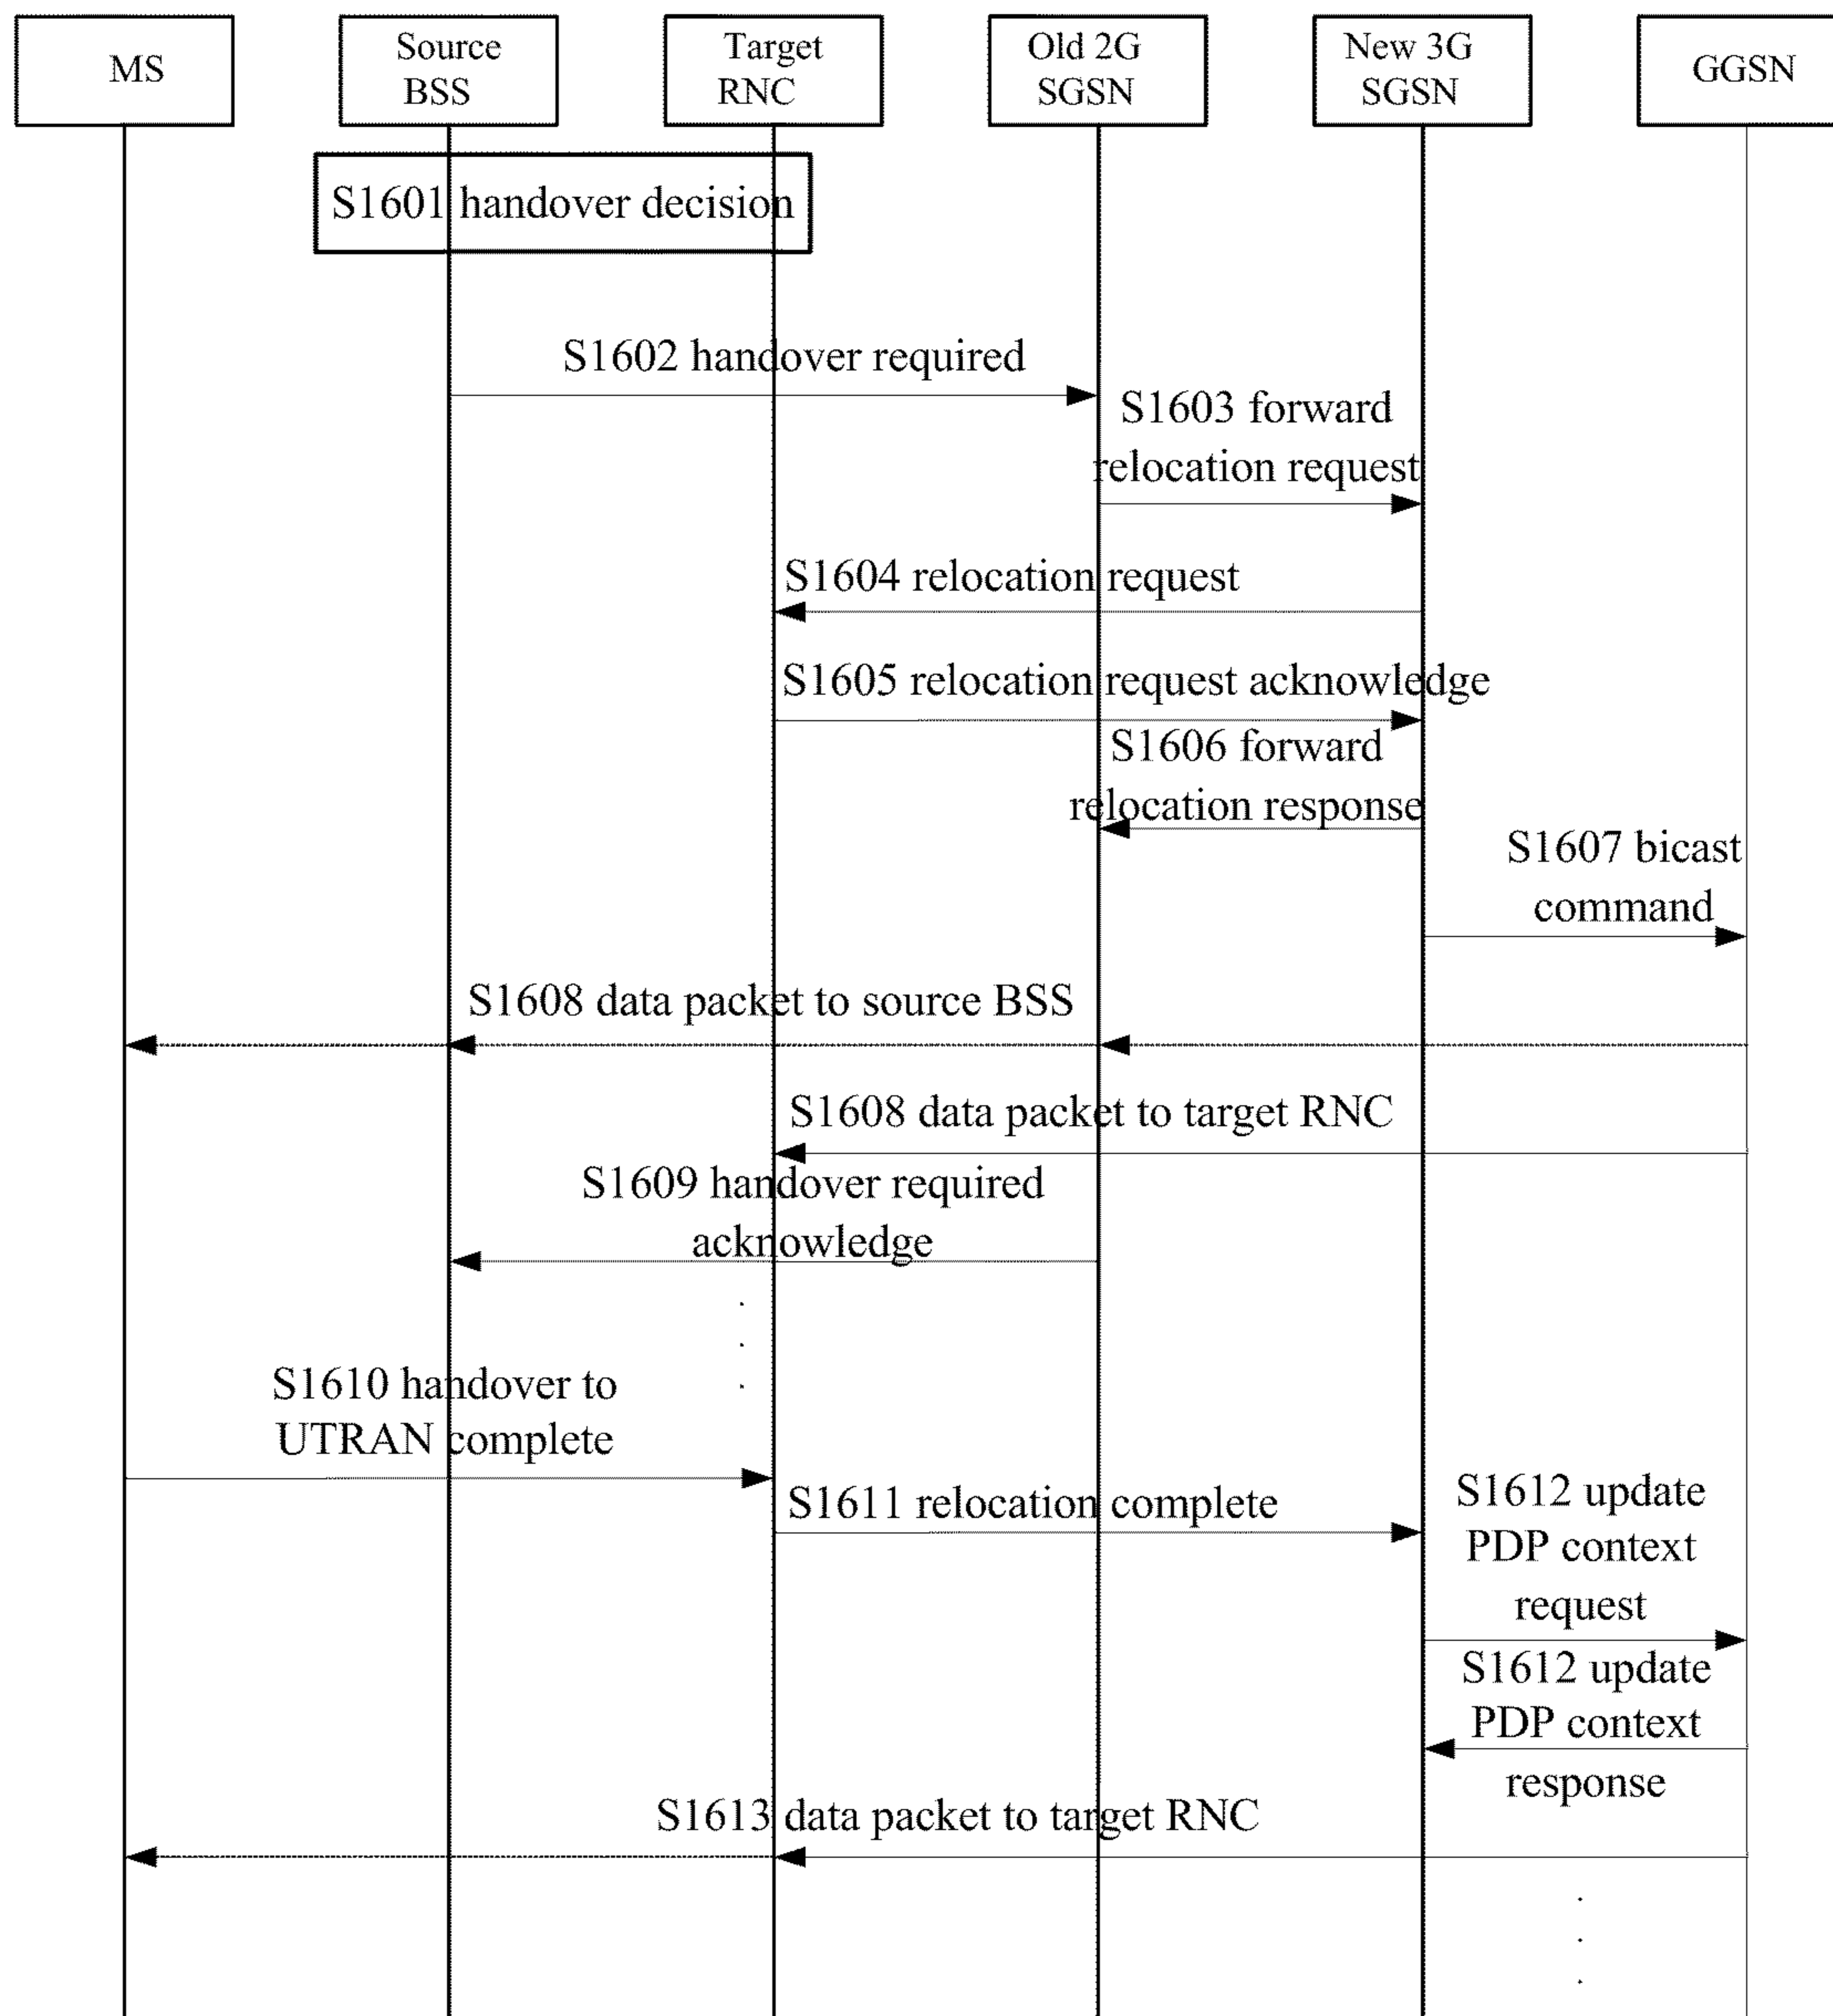 MS
Source
BSS
Target
RNC
Old 2G
SGSN
New 3G
SGSN
GGSN
S1601 handover decision
S1602 handover required
S1603 forward
relocation request
S1604 relocation request
S1605 relocation request acknowledge
S1606 forward
relocation response
S1607 bicast
command
S1608 data packet to source BSS
S1608 data packet to target RNC
S1609 handover required
acknowledge
S1610 handover to
UTRAN complete
S1611 relocation complete
S1612 update
PDP context
request
S1612 update
PDP context
response
S1613 data packet to target RNC